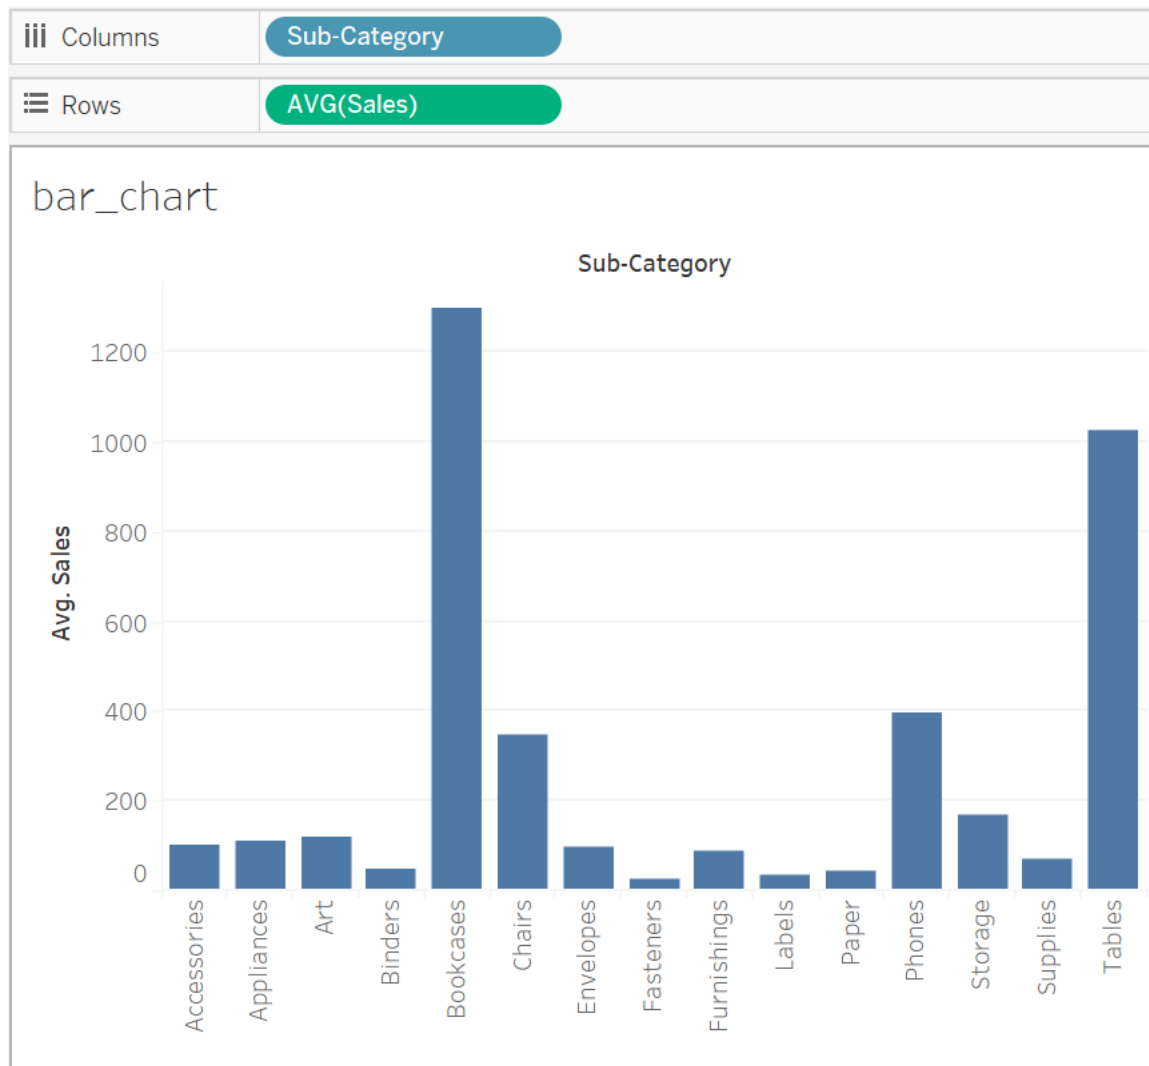 Columns
Sub-Category
Rows
AVG(Sales)
bar_chart
Sub-Category
Avg. Sales
1200
1000
800
600
400
200
0
Accessories
Appliances
Art
Binders
Bookcases
Chairs
Envelopes
Fasteners
Furnishings
Labels
Paper
Phones
Storage
Supplies
Tables